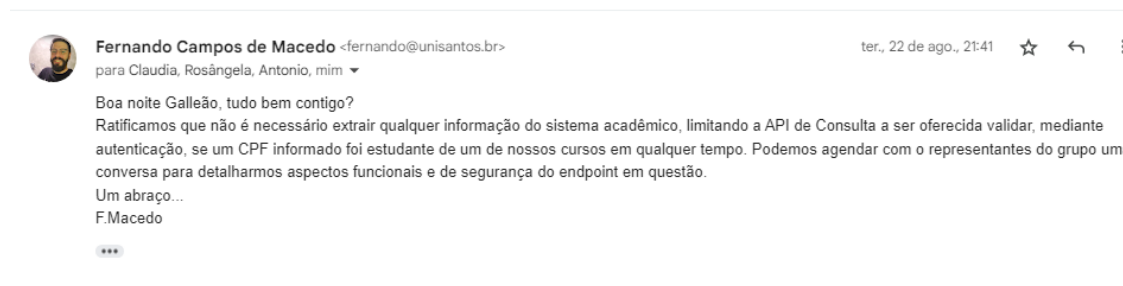 Fernando Campos de Macedo <fernando@unisantos.br>
ter., 22 de ago., 21:41
para Claudia, Rosângela, Antonio, mim
Boa noite Galleão, tudo bem contigo?
Ratificamos que não é necessário extrair qualquer informação do sistema acadêmico, limitando a API de Consulta a ser oferecida validar, mediante
autenticação, se um CPF informado foi estudante de um de nossos cursos em qualquer tempo. Podemos agendar com o representantes do grupo um
conversa para detalharmos aspectos funcionais e de segurança do endpoint em questão.
Um abraço...
F.Macedo